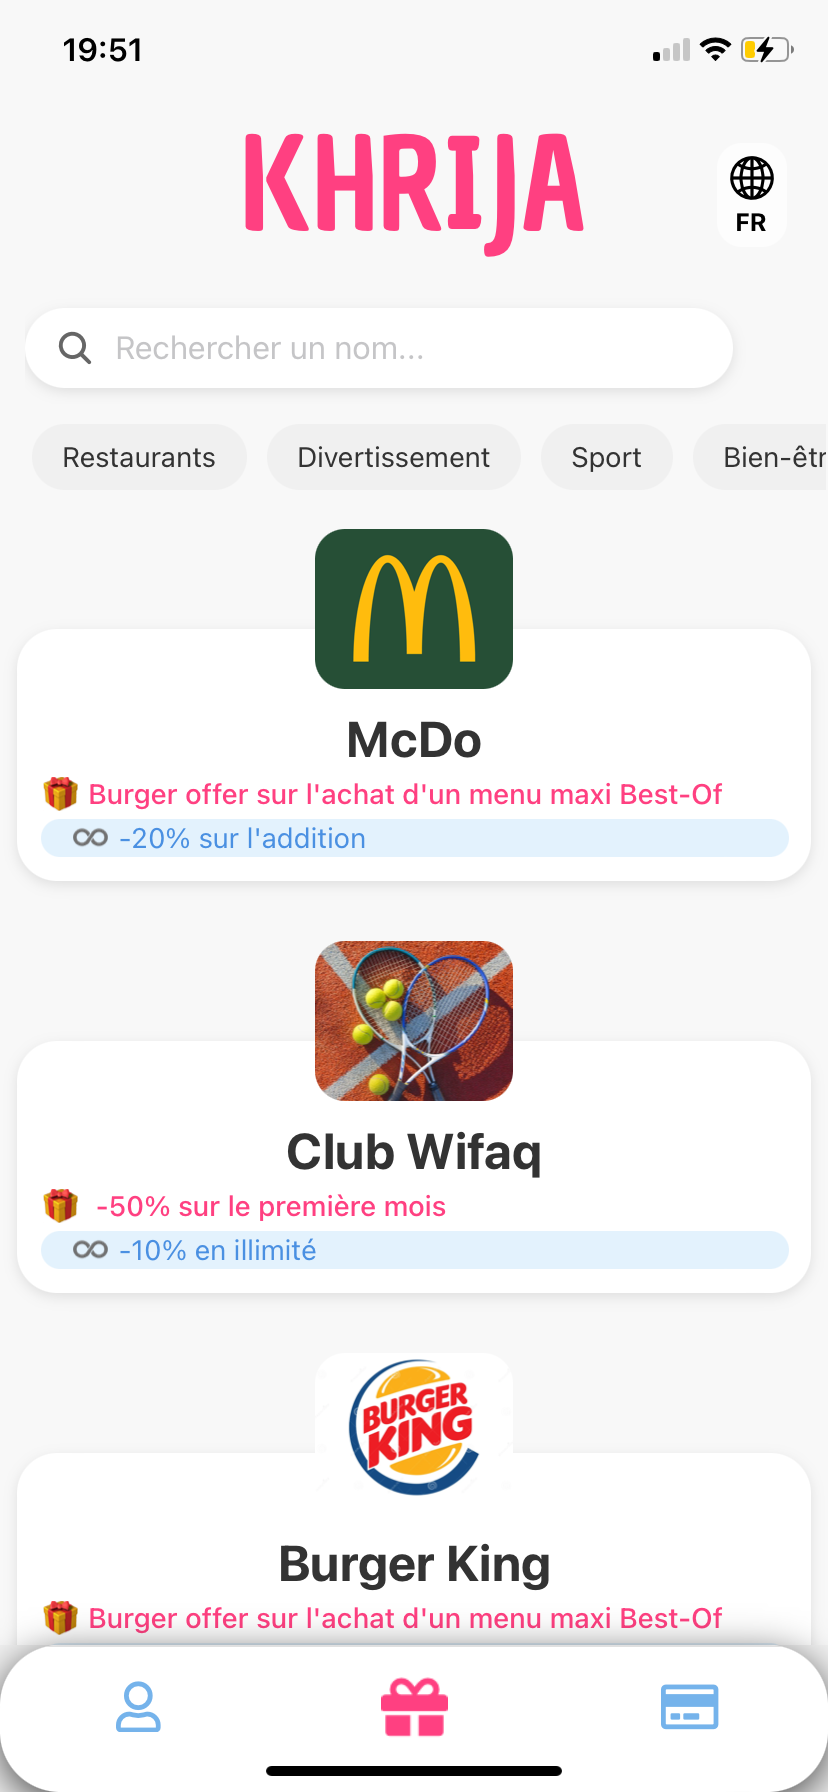 19:51
KHRIJA
FR
Rechercher un nom...
Restaurants
Divertissement
Sport
Bien-êtr
McDo
Burger offer sur l'achat d'un menu maxi Best-Of
-20% sur l'addition
Club Wifaq
-50% sur le première mois
-10% en illimité
BURGER
KING
Burger King
Burger offer sur l'achat d'un menu maxi Best-Of